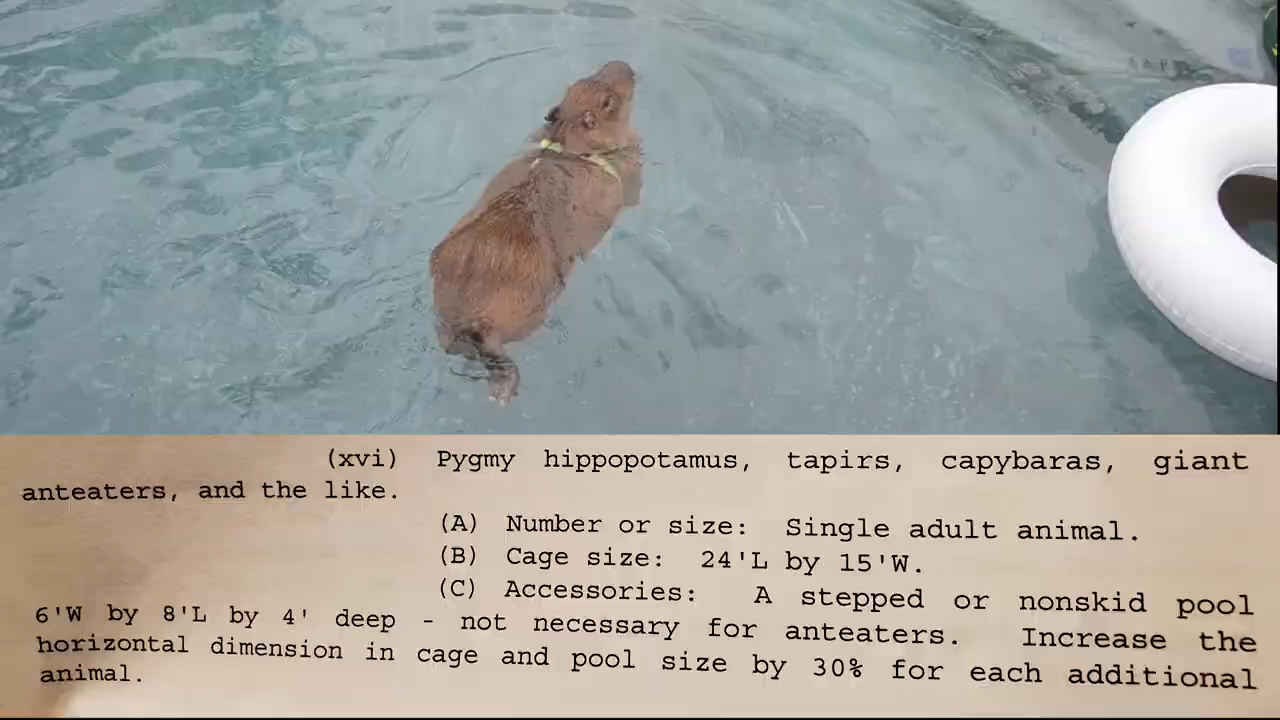 (xvi) Pygmy hippopotamus, tapirs, capybaras, giant
anteaters, and the like.
(A) Number or size: Single adult animal.
(B) Cage size: 24'L by 15'W.
(C) Accessories: A stepped or nonskid pool
6'W by 8'L by 4' deep - not necessary for anteaters. Increase the
horizontal dimension in cage and pool size by 30% for each additional
animal.